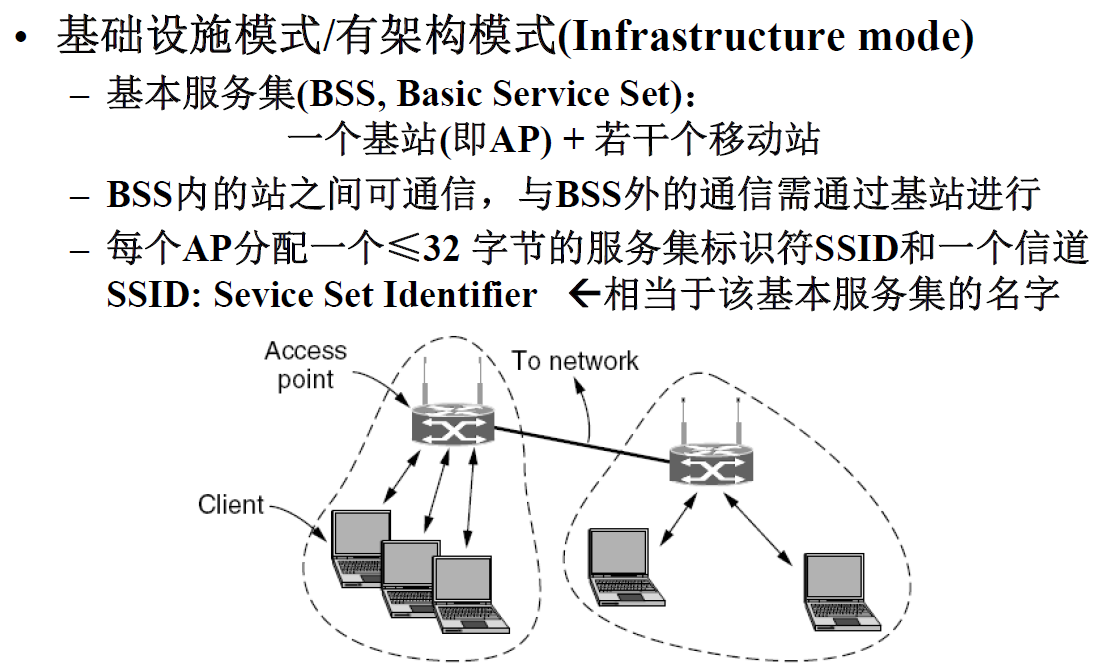 • 基础设施模式/有架构模式(Infrastructure mode)
– 基本服务集(BSS, Basic Service Set)：
一个基站(即AP) + 若干个移动站
– BSS内的站之间可通信，与BSS外的通信需通过基站进行
– 每个AP分配一个≤32 字节的服务集标识符SSID和一个信道
SSID: Sevice Set Identifier ←相当于该基本服务集的名字
Access
point
To network
Client